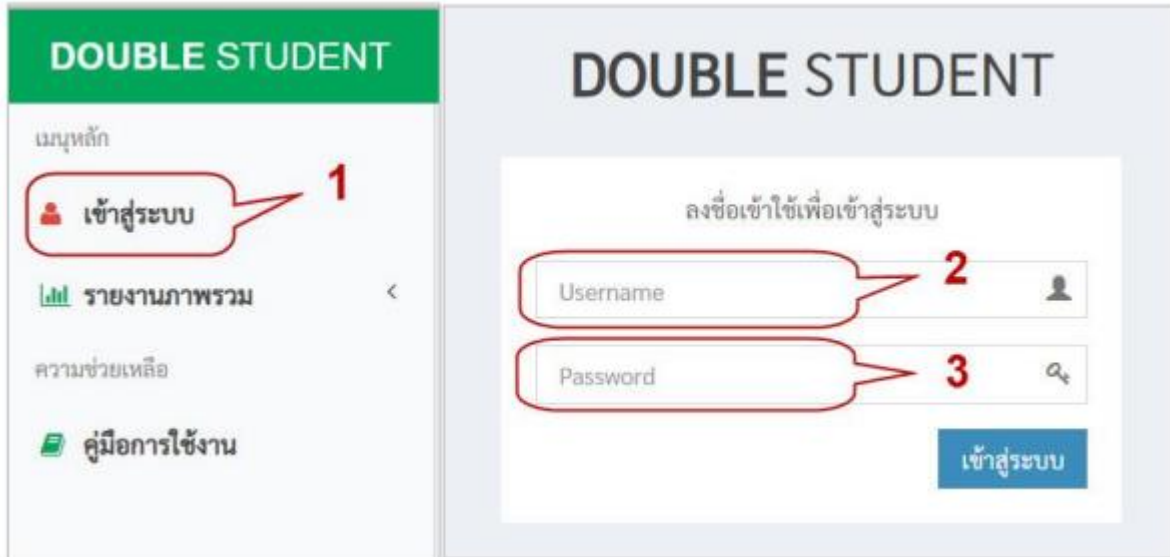 DOUBLE STUDENT
เมนูหลัก
เข้าสู่ระบบ
1
รายงานภาพรวม
ความช่วยเหลือ
คู่มือการใช้งาน
DOUBLE STUDENT
ลงชื่อเข้าใช้เพื่อเข้าสู่ระบบ
Username
2
Password
3
เข้าสู่ระบบ